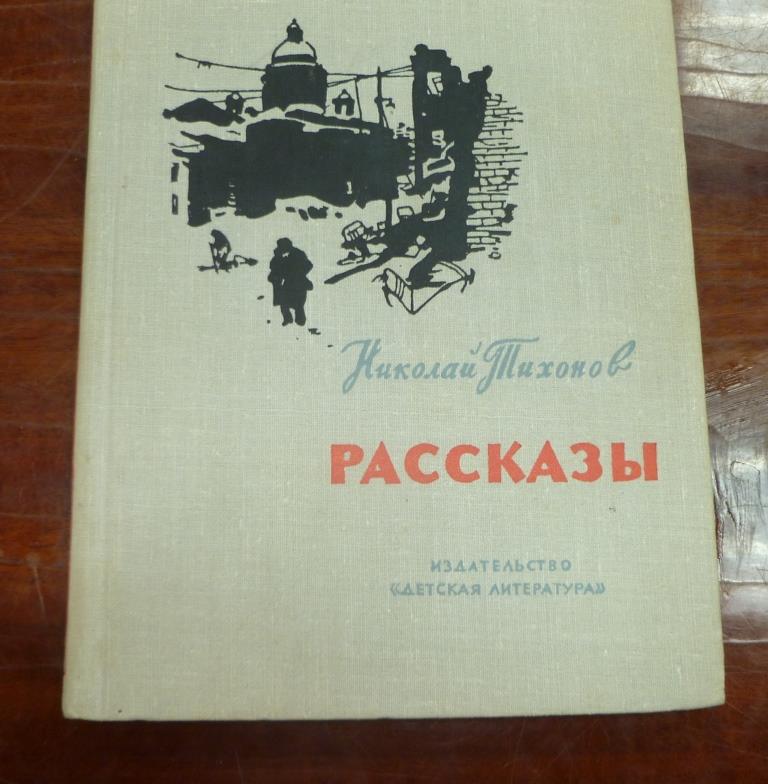 Николай Тихонов
РАССКАЗЫ
ИЗДАТЕЛЬСТВО
«ДЕТСКАЯ ЛИТЕРАТУРА»